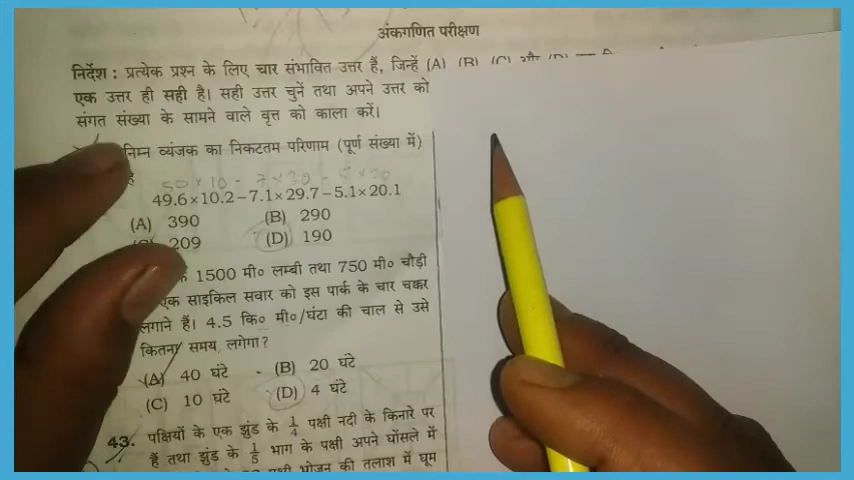 अंकगणित परीक्षण
निर्देश : प्रत्येक प्रश्न के लिए चार संभावित उत्तर हैं, जिन्हें (A) (B) (C) और (D)
एक उत्तर ही सही है। सही उत्तर चुनें तथा अपने उत्तर को
संगत संख्या के सामने वाले वृत्त को काला करें।
निम्न व्यंजक का निकटतम परिणाम (पूर्ण संख्या में)
है
50 × 10 - 7 × 30 - 5 × 20
49.6×10.2–7.1×29.7–5.1×20.1
(A) 390 (B) 290
(C) 209 (D) 190
1500 मी० लम्बी तथा 750 मी० चौड़ी
एक साइकिल सवार को इस पार्क के चार चक्कर
लगाने हैं। 4.5 कि० मी०/घंटा की चाल से उसे
कितना समय लगेगा?
(A) 40 घंटे (B) 20 घंटे
(C) 10 घंटे (D) 4 घंटे
43. पक्षियों के एक झुंड के 1/4 पक्षी नदी के किनारे पर
हैं तथा झुंड के 1/5 भाग के पक्षी अपने घोंसले में
पक्षी भोजन की तलाश में घूम